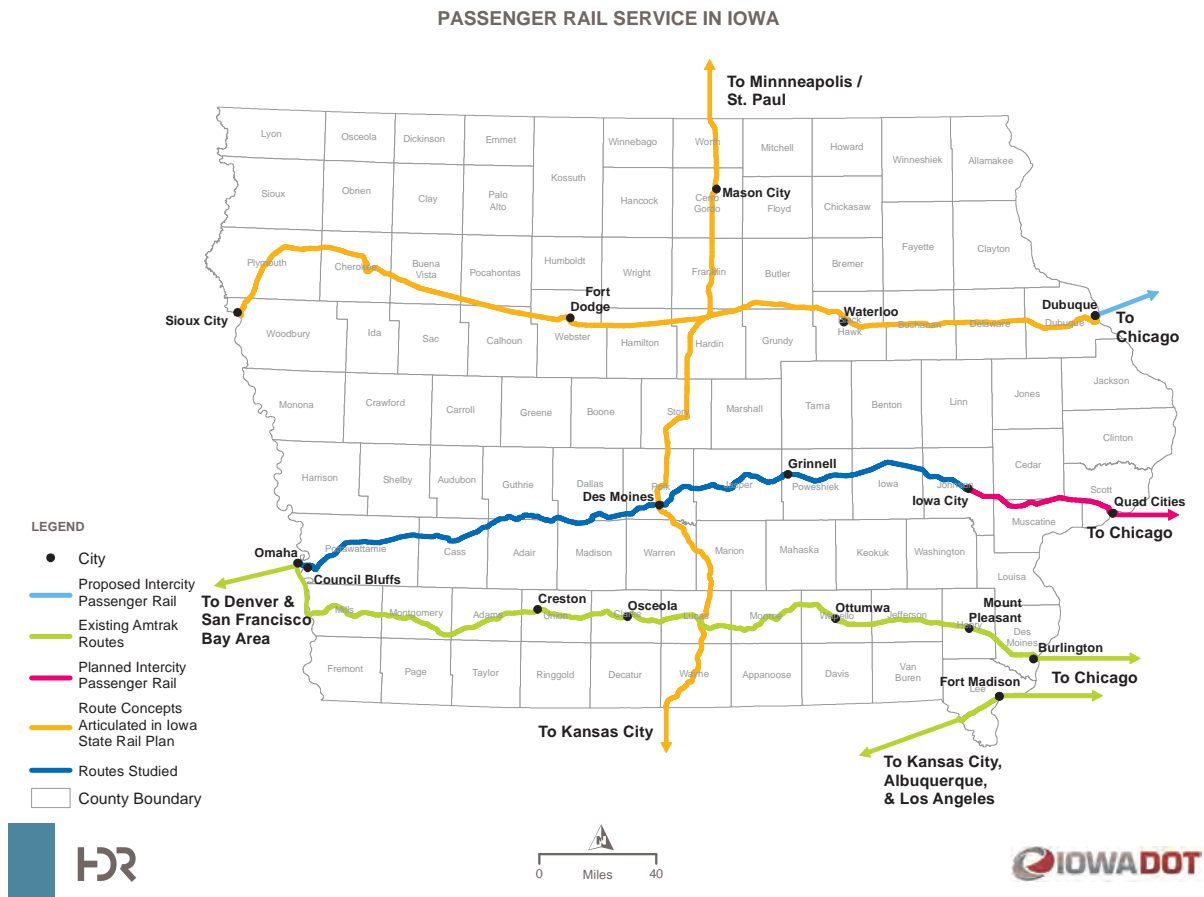 PASSENGER RAIL SERVICE IN IOWA
To Minnneapolis /
St. Paul
Lyon
Osceola
Dickinson
Emmet
Winnebago
Worth
Mitchell
Howard
Winneshiek
Allamakee
Kossuth
Sioux
Obrien
Clay
Palo
Alto
Hancock
Cerro
Gordo
Mason City
Floyd
Chickasaw
Fayette
Clayton
Plymouth
Cherokee
Buena
Vista
Pocahontas
Humboldt
Wright
Franklin
Butler
Bremer
Fort
Dodge
Sioux City
Waterloo
Dubuque
To
Chicago
Woodbury
Ida
Sac
Calhoun
Webster
Hamilton
Hardin
Grundy
Black
Hawk
Buchanan
Delaware
Dubuque
Jackson
Monona
Crawford
Carroll
Greene
Boone
Story
Marshall
Tama
Benton
Linn
Jones
Clinton
Cedar
Harrison
Shelby
Audubon
Guthrie
Dallas
Polk
Jasper
Grinnell
Poweshiek
Iowa
Johnson
Iowa City
Scott
Quad Cities
To Chicago
Muscatine
Des Moines
Omaha
Council Bluffs
Pottawattamie
Cass
Adair
Madison
Warren
Marion
Mahaska
Keokuk
Washington
Louisa
To Denver &
San Francisco
Bay Area
Mills
Montgomery
Adams
Creston
Union
Osceola
Clarke
Lucas
Monroe
Ottumwa
Wapello
Jefferson
Mount
Pleasant
Henry
Des
Moines
Burlington
To Chicago
Fremont
Page
Taylor
Ringgold
Decatur
Wayne
Appanoose
Davis
Van
Buren
Fort Madison
Lee
To Kansas City
To Kansas City,
Albuquerque,
& Los Angeles
LEGEND
City
Proposed Intercity
Passenger Rail
Existing Amtrak
Routes
Planned Intercity
Passenger Rail
Route Concepts
Articulated in Iowa
State Rail Plan
Routes Studied
County Boundary
HDR
N
0 Miles 40
IOWADOT